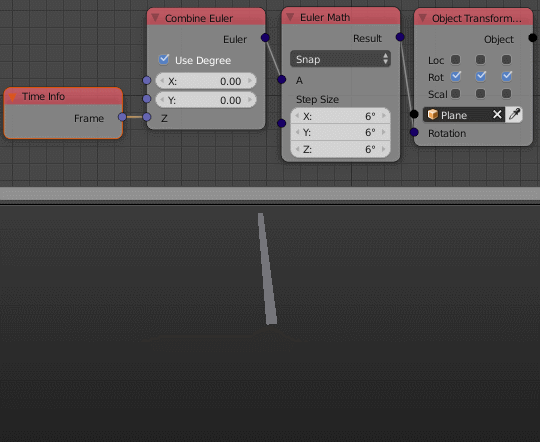 Time Info
Frame
Combine Euler
Euler
Use Degree
X: 0.00
Y: 0.00
Z
Euler Math
Result
Snap
A
Step Size
X: 6°
Y: 6°
Z: 6°
Object Transform...
Object
Loc
Rot
Scal
Plane
Rotation